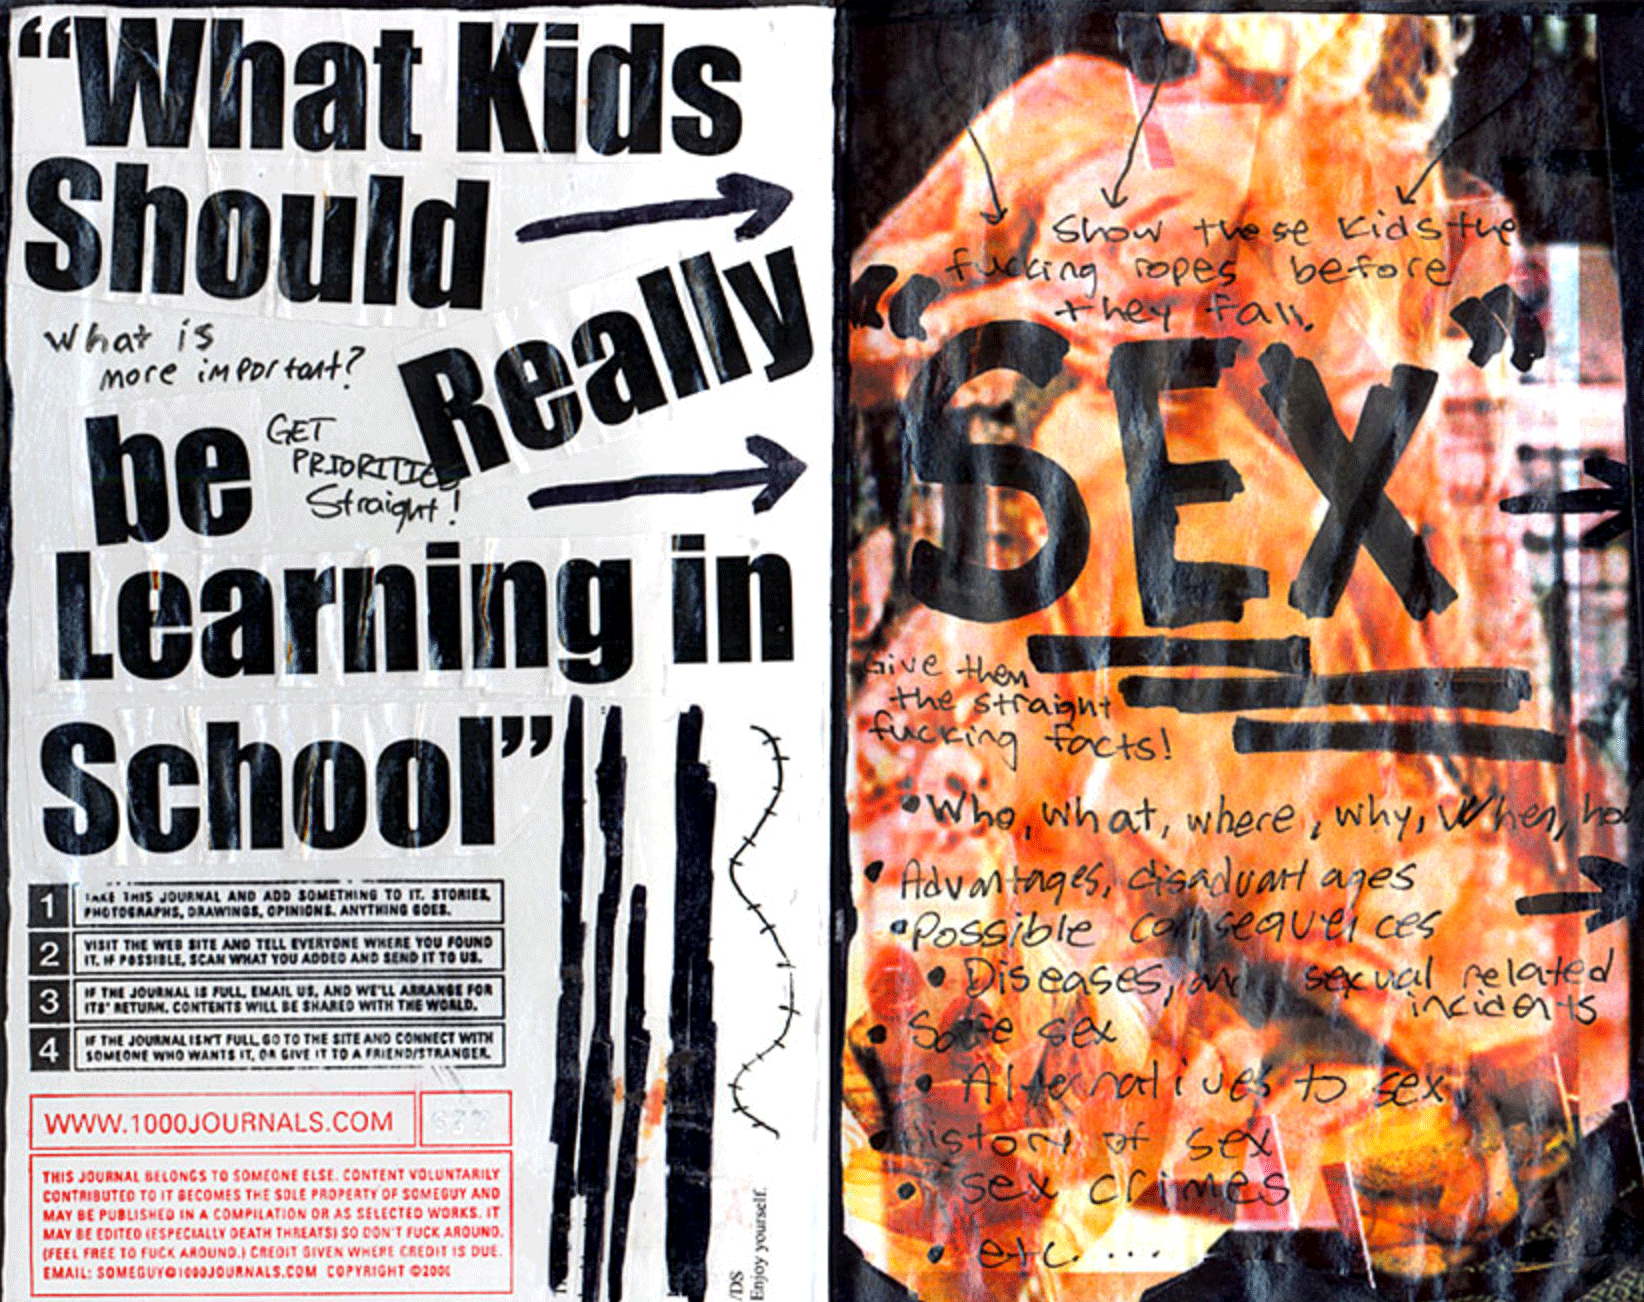 “What Kids
Should
What is
more important?
Really
be
GET
PRIORITIES
Straight!
Learning in
School”
1 TAKE THIS JOURNAL AND ADD SOMETHING TO IT. STORIES,
PHOTOGRAPHS, DRAWINGS, OPINIONS. ANYTHING GOES.
2 VISIT THE WEB SITE AND TELL EVERYONE WHERE YOU FOUND
IT. IF POSSIBLE, SCAN WHAT YOU ADDED AND SEND IT TO US.
3 IF THE JOURNAL IS FULL, EMAIL US, AND WE'LL ARRANGE FOR
ITS' RETURN. CONTENTS WILL BE SHARED WITH THE WORLD.
4 IF THE JOURNAL ISN'T FULL, GO TO THE SITE AND CONNECT WITH
SOMEONE WHO WANTS IT, OR GIVE IT TO A FRIEND/STRANGER.
WWW.1000JOURNALS.COM
THIS JOURNAL BELONGS TO SOMEONE ELSE. CONTENT VOLUNTARILY
CONTRIBUTED TO IT BECOMES THE SOLE PROPERTY OF SOMEGUY AND
MAY BE PUBLISHED IN A COMPILATION OR AS SELECTED WORKS. IT
MAY BE EDITED (ESPECIALLY DEATH THREATS) SO DON'T FUCK AROUND.
(FEEL FREE TO FUCK AROUND.) CREDIT GIVEN WHERE CREDIT IS DUE.
EMAIL: SOMEGUY@1000JOURNALS.COM COPYRIGHT ©2000
/DS
Enjoy yourself.
Show these kids the
fucking ropes before
they fall.
“SEX”
Give them
the straight
fucking facts!
• Who, what, where, why, when, how
• Advantages, disadvantages
• Possible consequences
• Diseases, and sexual related
incidents
• Safe sex
• Alternatives to sex
• History of sex
• sex crimes
• etc....